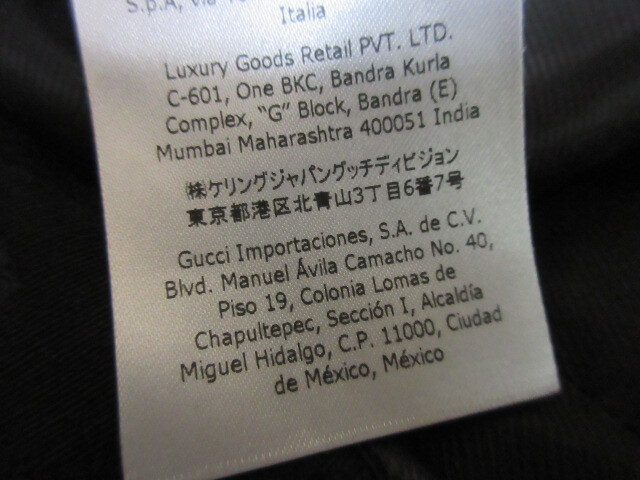 S.p.A, via
Italia
Luxury Goods Retail PVT. LTD.
C-601, One BKC, Bandra Kurla
Complex, “G” Block, Bandra (E)
Mumbai Maharashtra 400051 India
㈱ケリングジャパングッチディビジョン
東京都港区北青山3丁目6番7号
Gucci Importaciones, S.A. de C.V.
Blvd. Manuel Ávila Camacho No. 40,
Piso 19, Colonia Lomas de
Chapultepec, Sección I, Alcaldía
Miguel Hidalgo, C.P. 11000, Ciudad
de México, México